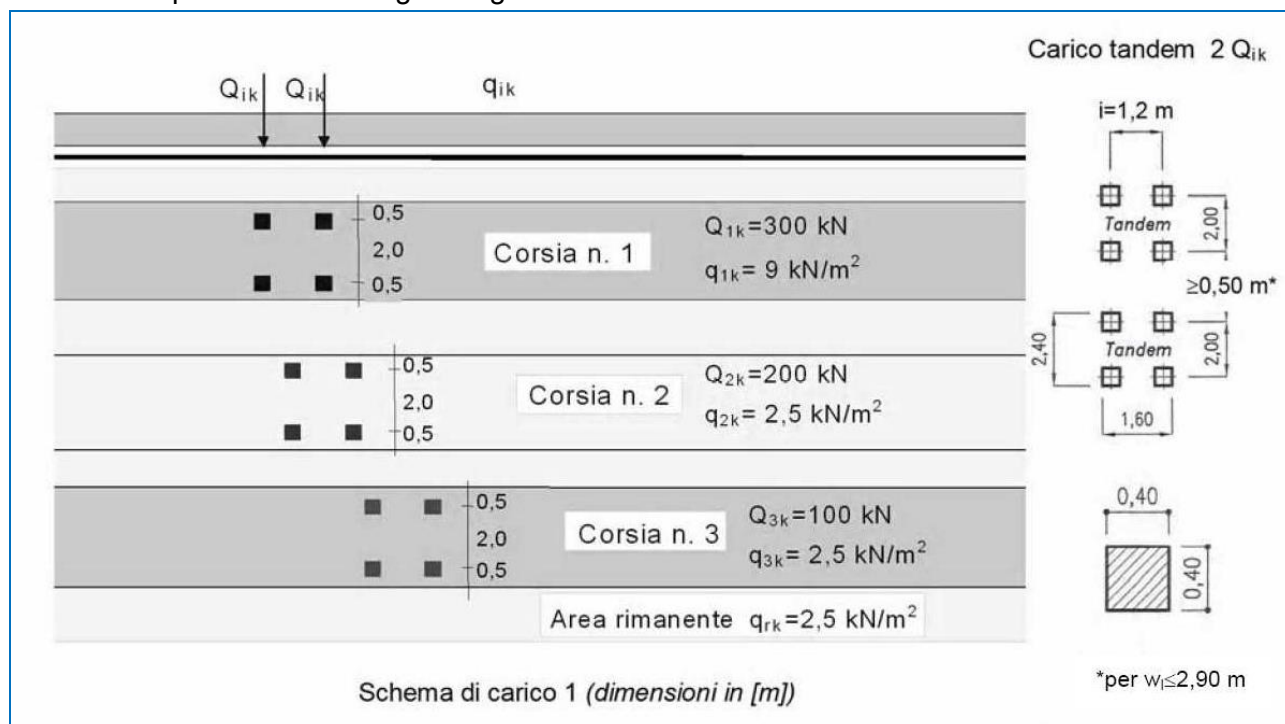 Carico tandem 2 Qik
Qik Qik qik
i=1,2 m
0,5
2,0
0,5
Corsia n. 1
Q1k=300 kN
q1k= 9 kN/m²
Tandem
2,00
≥0,50 m*
0,5
2,0
0,5
Corsia n. 2
Q2k=200 kN
q2k= 2,5 kN/m²
2,40
Tandem
2,00
1,60
0,5
2,0
0,5
Corsia n. 3
Q3k=100 kN
q3k= 2,5 kN/m²
0,40
0,40
Area rimanente qrk=2,5 kN/m²
Schema di carico 1 (dimensioni in [m])
*per wl≤2,90 m